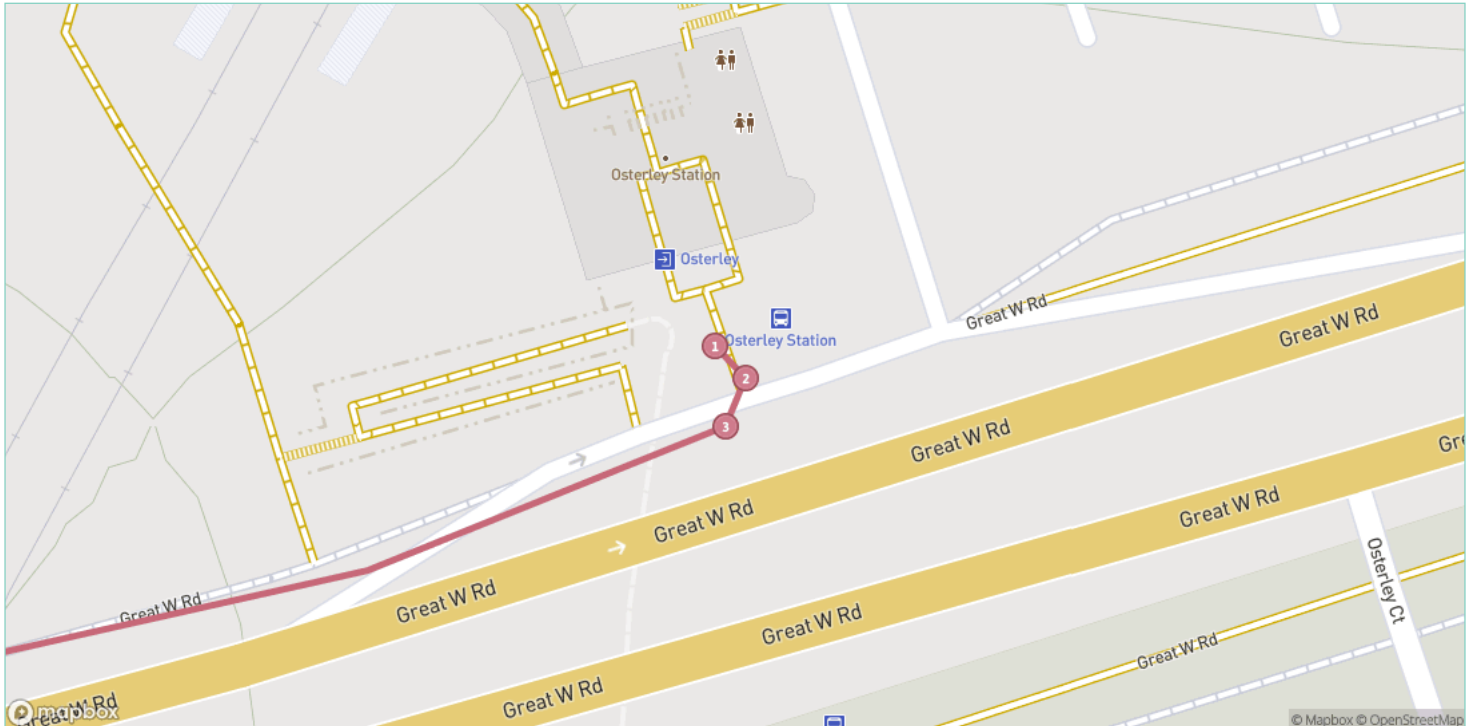 Osterley Station
Osterley
Great W Rd
Great W Rd
Osterley Station
1
2
3
Great W Rd
Gr
Great W Rd
Great W Rd
Osterley Ct
Great W Rd
Great W Rd
Great W Rd
Great W Rd
Great W Rd
Great W Rd
mapbox
© Mapbox © OpenStreetMap